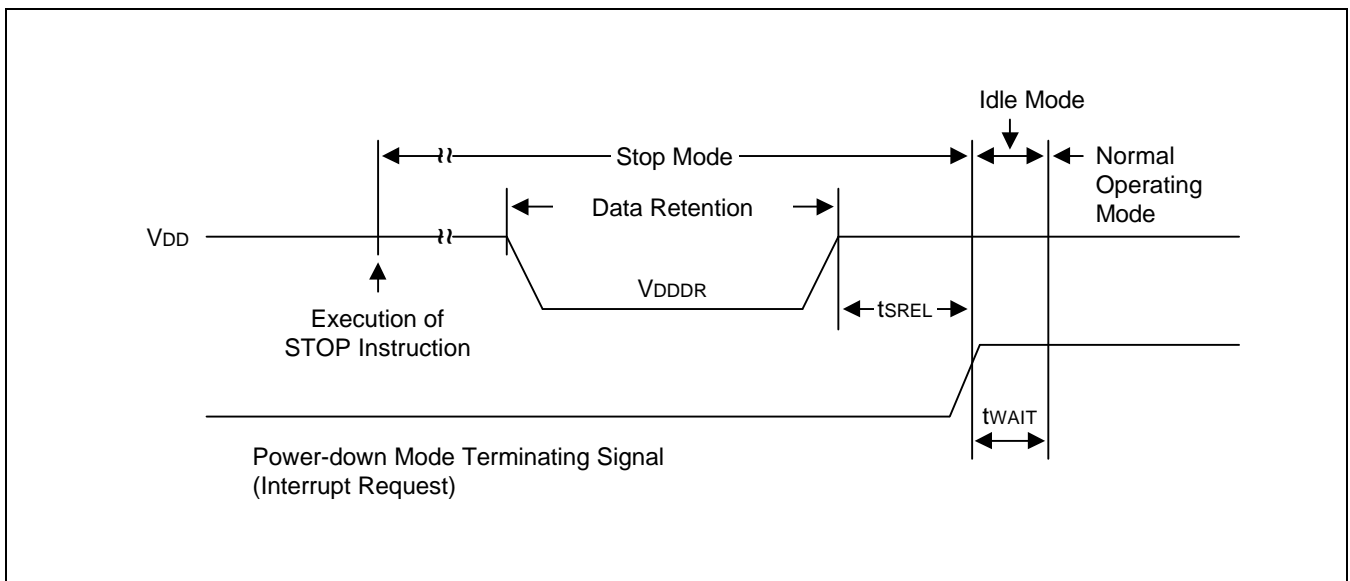 Idle Mode
Stop Mode
Normal
Operating
Mode
Data Retention
VDD
VDDDR
tSREL
Execution of
STOP Instruction
tWAIT
Power-down Mode Terminating Signal
(Interrupt Request)